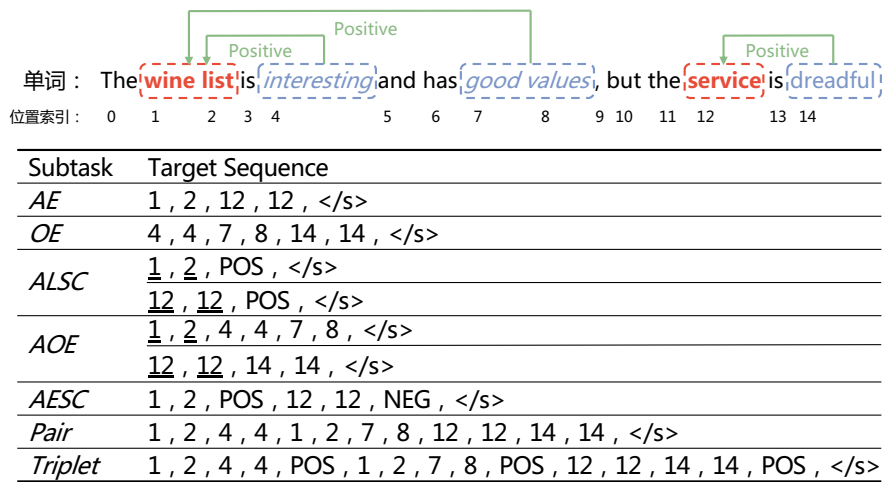 Positive
Positive Positive
单词： The wine list is interesting and has good values , but the service is dreadful
位置索引： 0 1 2 3 4 5 6 7 8 9 10 11 12 13 14
Subtask Target Sequence
AE 1 , 2 , 12 , 12 , </s>
OE 4 , 4 , 7 , 8 , 14 , 14 , </s>
ALSC 1 , 2 , POS , </s>
12 , 12 , POS , </s>
AOE 1 , 2 , 4 , 4 , 7 , 8 , </s>
12 , 12 , 14 , 14 , </s>
AESC 1 , 2 , POS , 12 , 12 , NEG , </s>
Pair 1 , 2 , 4 , 4 , 1 , 2 , 7 , 8 , 12 , 12 , 14 , 14 , </s>
Triplet 1 , 2 , 4 , 4 , POS , 1 , 2 , 7 , 8 , POS , 12 , 12 , 14 , 14 , POS , </s>